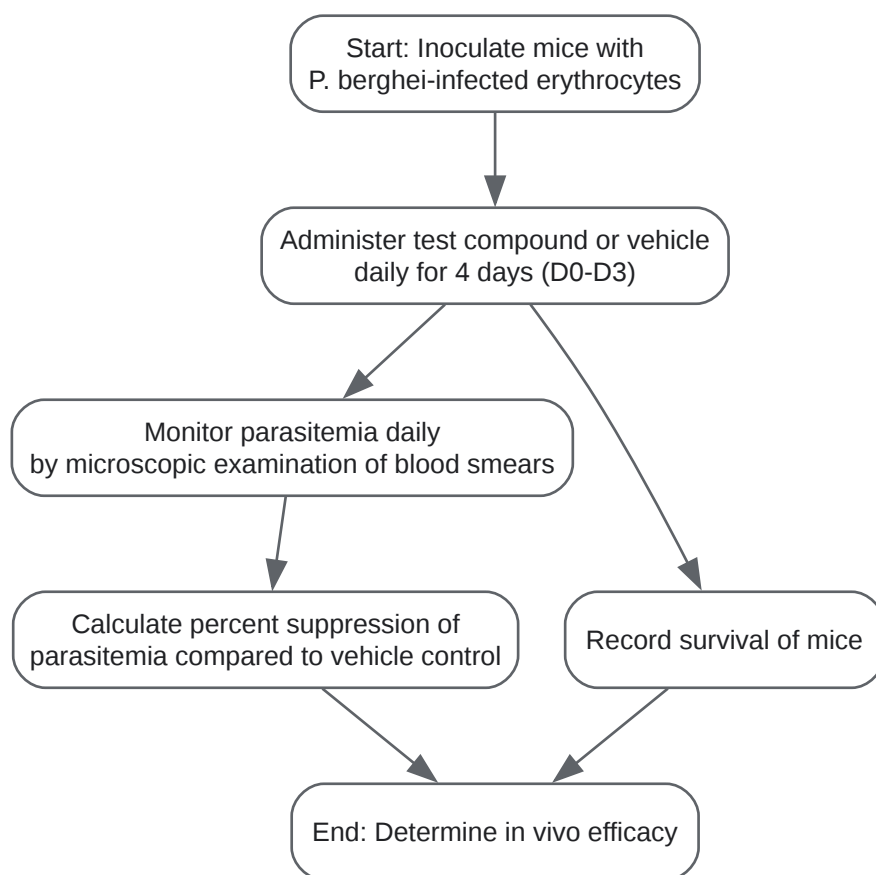 Start: Inoculate mice with
P. berghei-infected erythrocytes
Administer test compound or vehicle
daily for 4 days (D0-D3)
Monitor parasitemia daily
by microscopic examination of blood smears
Calculate percent suppression of
parasitemia compared to vehicle control
Record survival of mice
End: Determine in vivo efficacy